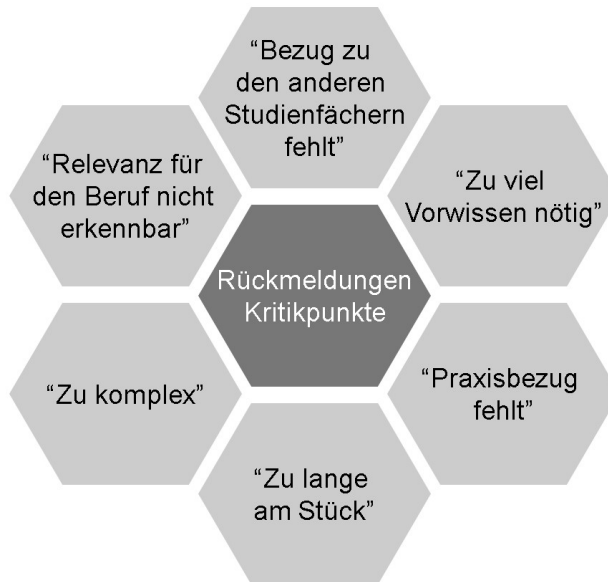 “Bezug zu
den anderen
Studienfächern
fehlt”
“Relevanz für
den Beruf nicht
erkennbar”
“Zu viel
Vorwissen nötig”
Rückmeldungen
Kritikpunkte
“Zu komplex”
“Praxisbezug
fehlt”
“Zu lange
am Stück”